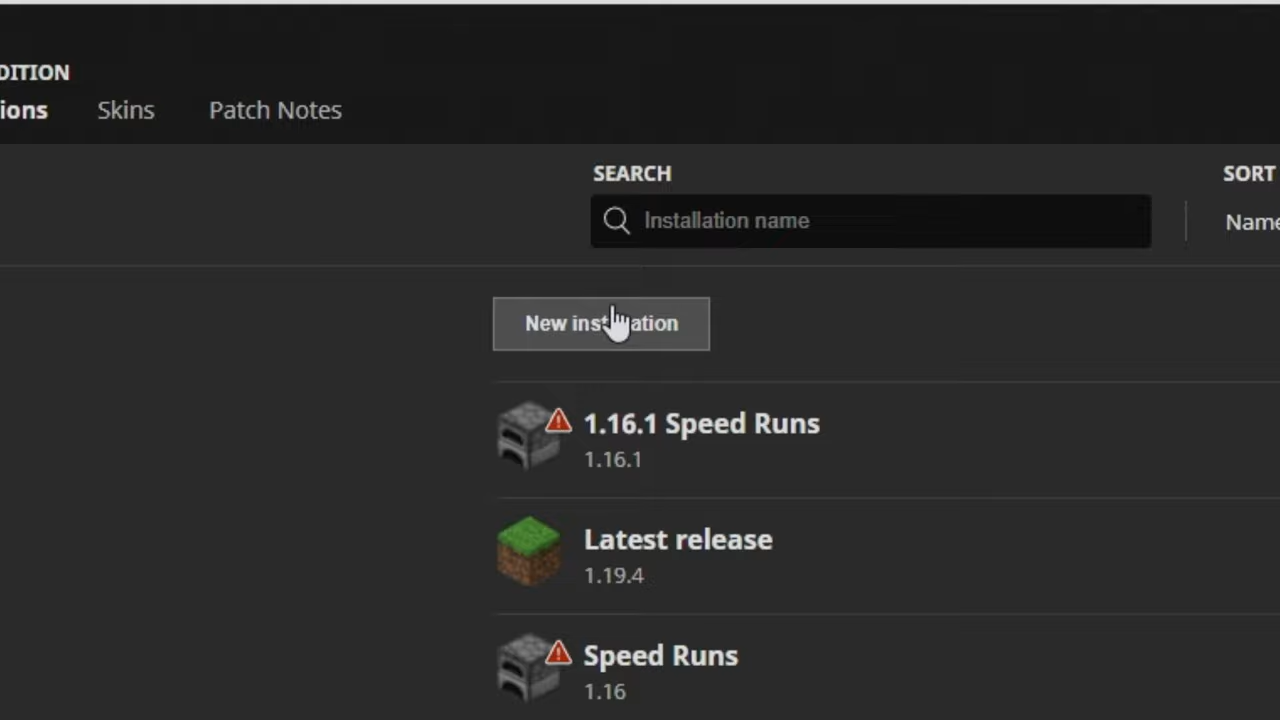 DITION
ions Skins Patch Notes
SEARCH
SORT
Installation name
Name
New installation
1.16.1 Speed Runs
1.16.1
Latest release
1.19.4
Speed Runs
1.16